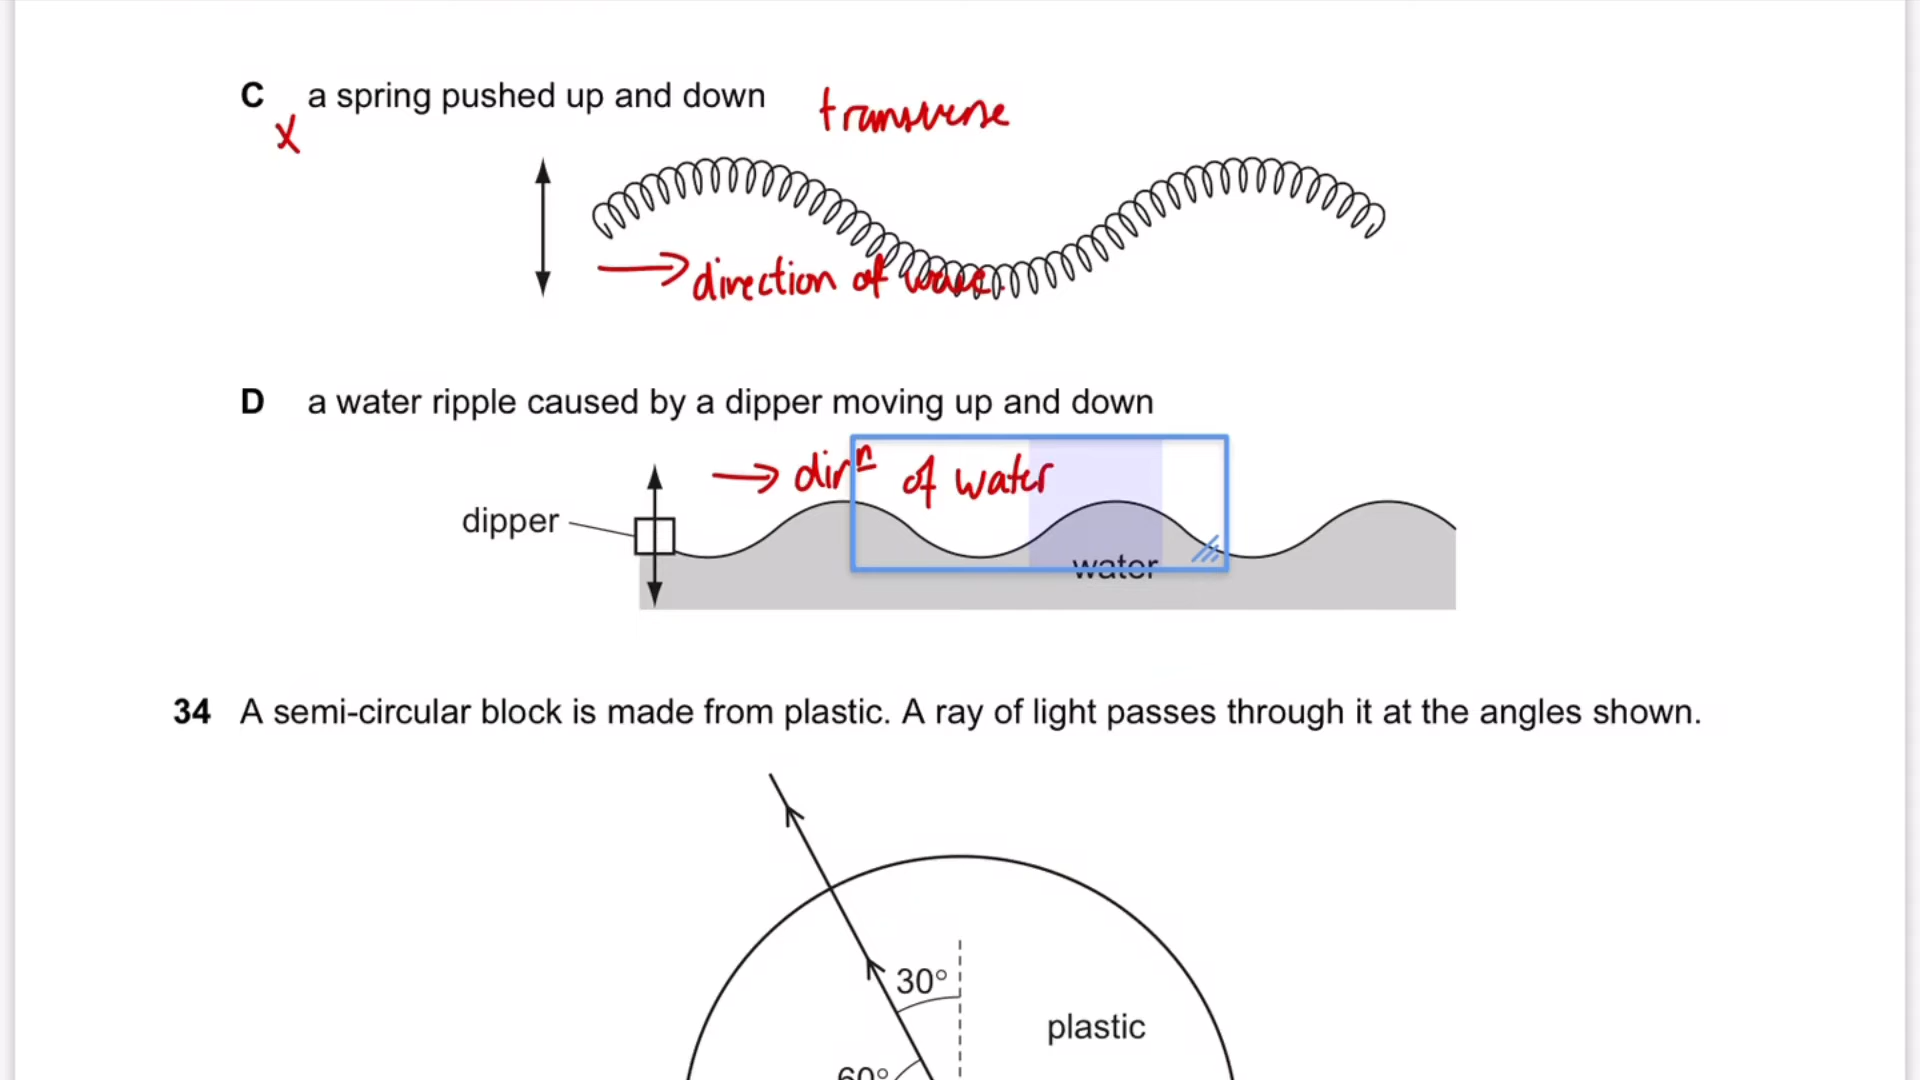 C a spring pushed up and down transverse
x
→ direction of wave.
D a water ripple caused by a dipper moving up and down
→ dirⁿ of water
dipper
water
34 A semi-circular block is made from plastic. A ray of light passes through it at the angles shown.
30°
plastic
60°